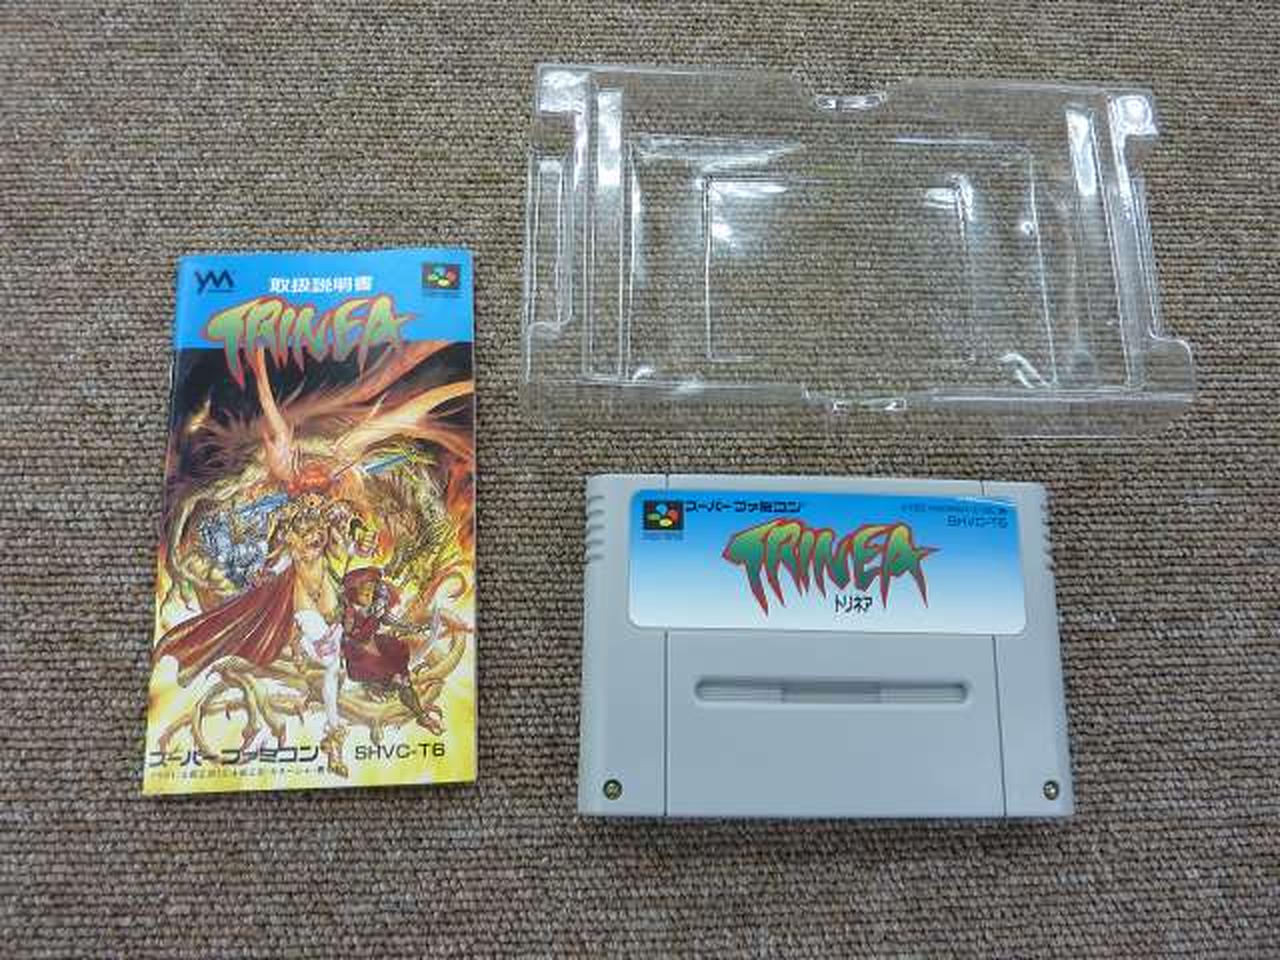 YM
取扱説明書
TRINEA
スーパーファミコン SHVC-T6
スーパーファミコン
SHVC-T6
TRINEA
トリネア